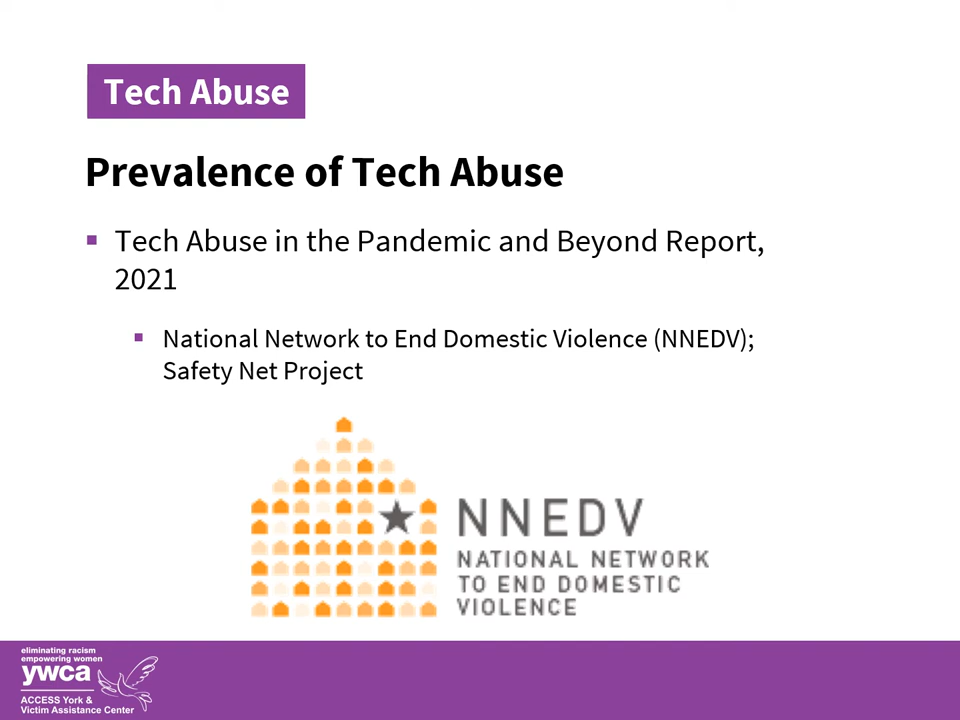 Tech Abuse
Prevalence of Tech Abuse
▪ Tech Abuse in the Pandemic and Beyond Report,
2021
▪ National Network to End Domestic Violence (NNEDV);
Safety Net Project
NNEDV
NATIONAL NETWORK
TO END DOMESTIC
VIOLENCE
eliminating racism
empowering women
ywca
ACCESS York &
Victim Assistance Center